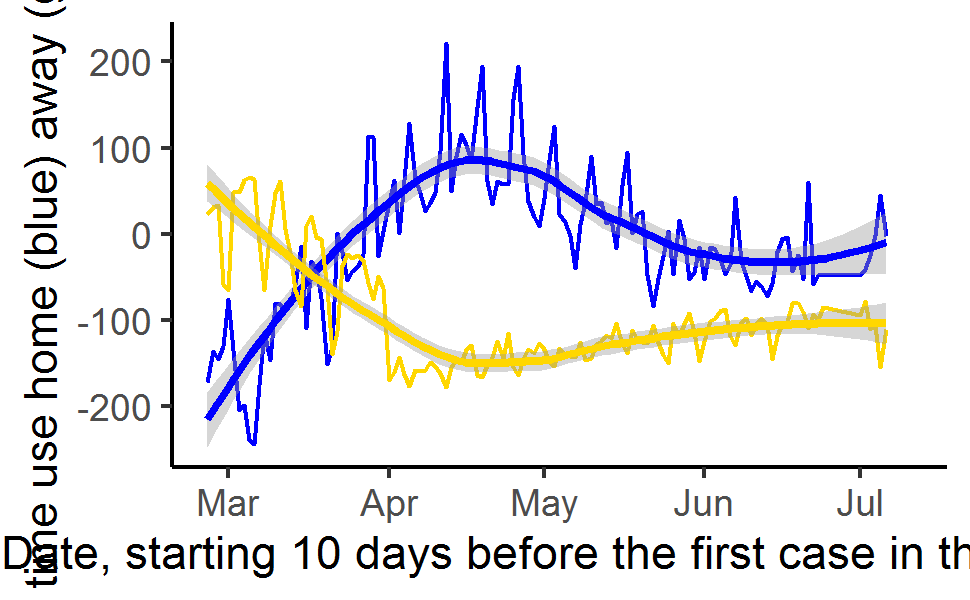 time use home (blue) away (
200
100
0
-100
-200
Mar Apr May Jun Jul
Date, starting 10 days before the first case in th